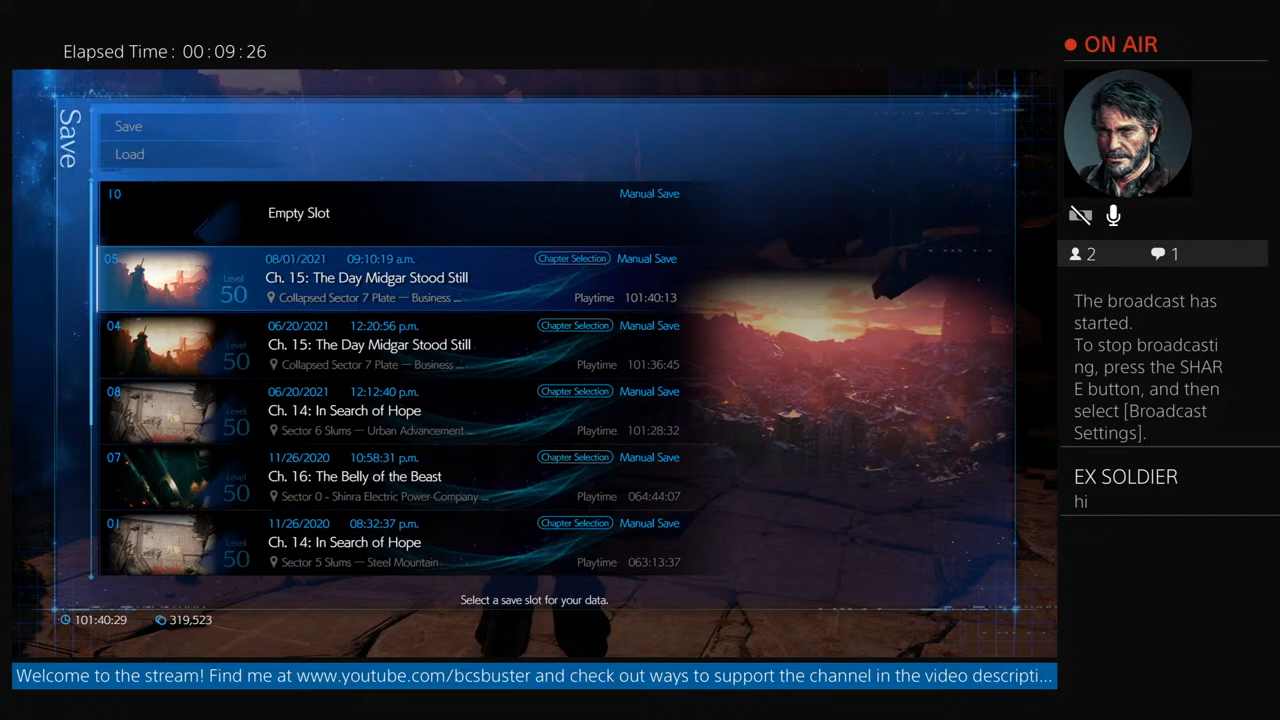 Elapsed Time : 00:09:26
ON AIR
Save
Save
Load
10
Manual Save
Empty Slot
05
08/01/2021 09:10:19 a.m.
Chapter Selection
Manual Save
Level
50
Ch. 15: The Day Midgar Stood Still
Collapsed Sector 7 Plate — Business ...
Playtime 101:40:13
04
06/20/2021 12:20:56 p.m.
Chapter Selection
Manual Save
Level
50
Ch. 15: The Day Midgar Stood Still
Collapsed Sector 7 Plate — Business ...
Playtime 101:36:45
08
06/20/2021 12:12:40 p.m.
Chapter Selection
Manual Save
Level
50
Ch. 14: In Search of Hope
Sector 6 Slums — Urban Advancement ...
Playtime 101:28:32
07
11/26/2020 10:58:31 p.m.
Chapter Selection
Manual Save
Level
50
Ch. 16: The Belly of the Beast
Sector 0 - Shinra Electric Power Company ...
Playtime 064:44:07
01
11/26/2020 08:32:37 p.m.
Chapter Selection
Manual Save
Level
50
Ch. 14: In Search of Hope
Sector 5 Slums — Steel Mountain
Playtime 063:13:37
Select a save slot for your data.
101:40:29 319,523
2 1
The broadcast has
started.
To stop broadcasti
ng, press the SHAR
E button, and then
select [Broadcast
Settings].
EX SOLDIER
hi
Welcome to the stream! Find me at www.youtube.com/bcsbuster and check out ways to support the channel in the video descripti...